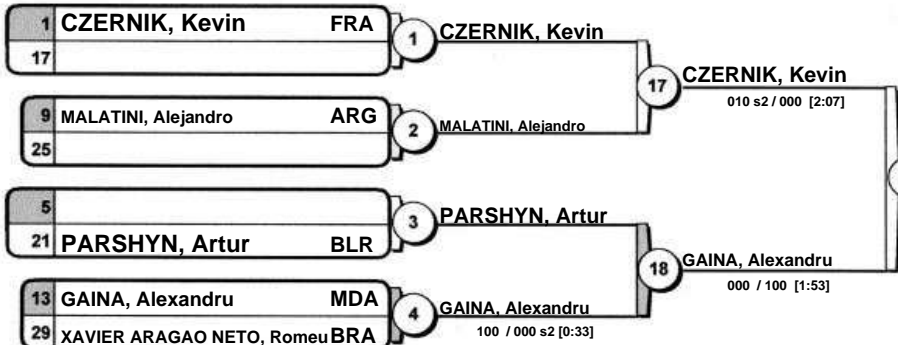 1 CZERNIK, Kevin FRA
17
1
CZERNIK, Kevin
9 MALATINI, Alejandro ARG
25
2
MALATINI, Alejandro
17
CZERNIK, Kevin
010 s2 / 000 [2:07]
5
21 PARSHYN, Artur BLR
3
PARSHYN, Artur
13 GAINA, Alexandru MDA
29 XAVIER ARAGAO NETO, Romeu BRA
4
GAINA, Alexandru
100 / 000 s2 [0:33]
18
GAINA, Alexandru
000 / 100 [1:53]